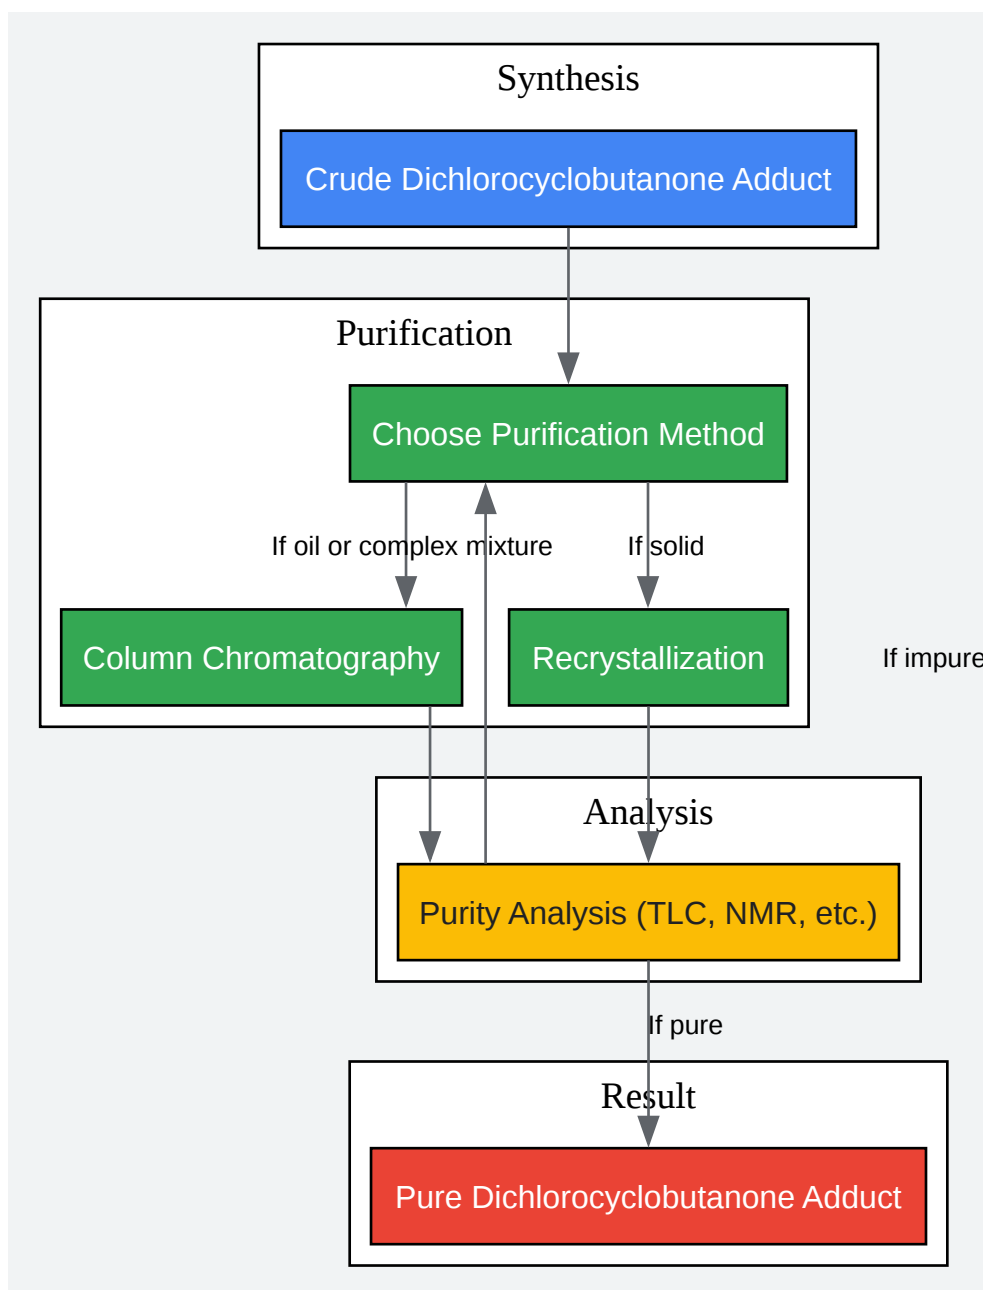 Synthesis
Crude Dichlorocyclobutanone Adduct
Purification
Choose Purification Method
If oil or complex mixture
If solid
Column Chromatography
Recrystallization
If impure
Analysis
Purity Analysis (TLC, NMR, etc.)
If pure
Result
Pure Dichlorocyclobutanone Adduct